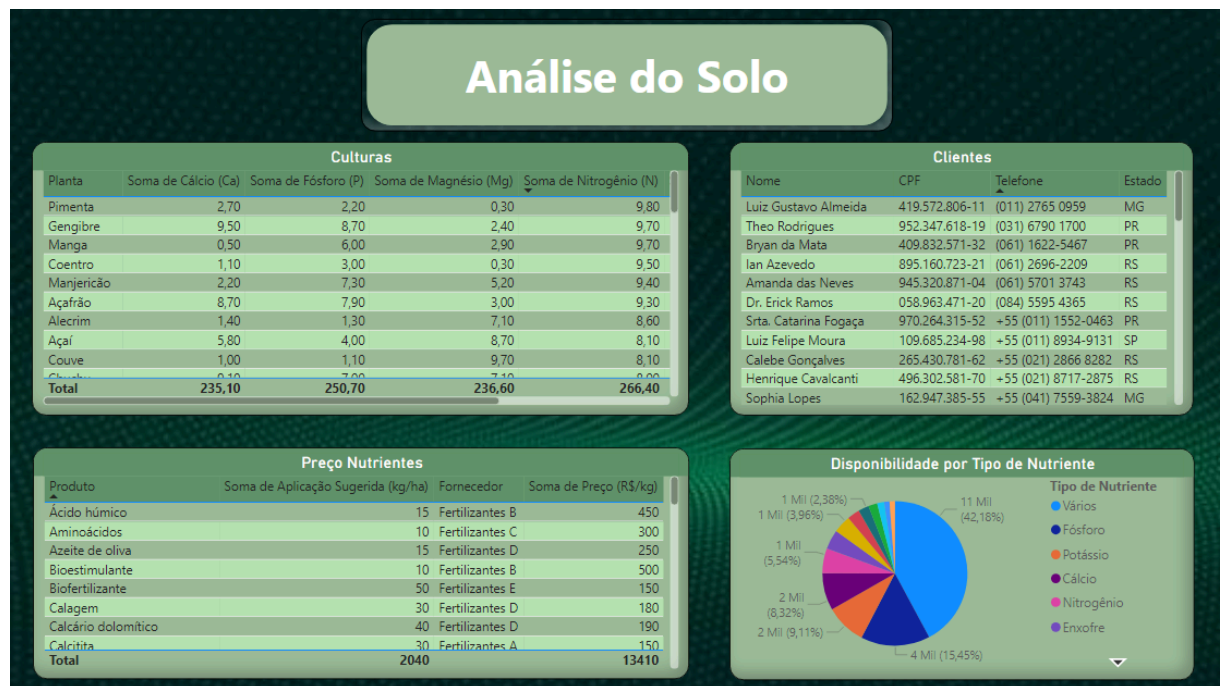 Análise do Solo
Culturas
Planta Soma de Cálcio (Ca) Soma de Fósforo (P) Soma de Magnésio (Mg) Soma de Nitrogênio (N)
Pimenta 2,70 2,20 0,30 9,80
Gengibre 9,50 8,70 2,40 9,70
Manga 0,50 6,00 2,90 9,70
Coentro 1,10 3,00 0,30 9,50
Manjericão 2,20 7,30 5,20 9,40
Açafrão 8,70 7,90 3,00 9,30
Alecrim 1,40 1,30 7,10 8,60
Açaí 5,80 4,00 8,70 8,10
Couve 1,00 1,10 9,70 8,10
Total 235,10 250,70 236,60 266,40
Clientes
Nome CPF Telefone Estado
Luiz Gustavo Almeida 419.572.806-11 (011) 2765 0959 MG
Theo Rodrigues 952.347.618-19 (031) 6790 1700 PR
Bryan da Mata 409.832.571-32 (061) 1622-5467 PR
Ian Azevedo 895.160.723-21 (061) 2696-2209 RS
Amanda das Neves 945.320.871-04 (061) 5701 3743 RS
Dr. Erick Ramos 058.963.471-20 (084) 5595 4365 RS
Srta. Catarina Fogaça 970.264.315-52 +55 (011) 1552-0463 PR
Luiz Felipe Moura 109.685.234-98 +55 (011) 8934-9131 SP
Calebe Gonçalves 265.430.781-62 +55 (021) 2866 8282 RS
Henrique Cavalcanti 496.302.581-70 +55 (021) 8717-2875 RS
Sophia Lopes 162.947.385-55 +55 (041) 7559-3824 MG
Preço Nutrientes
Produto Soma de Aplicação Sugerida (kg/ha) Fornecedor Soma de Preço (R$/kg)
Ácido húmico 15 Fertilizantes B 450
Aminoácidos 10 Fertilizantes C 300
Azeite de oliva 15 Fertilizantes D 250
Bioestimulante 10 Fertilizantes B 500
Biofertilizante 50 Fertilizantes E 150
Calagem 30 Fertilizantes D 180
Calcário dolomítico 40 Fertilizantes D 190
Calcitita 30 Fertilizantes A 150
Total 2040 13410
Disponibilidade por Tipo de Nutriente
1 Mil (2,38%)
1 Mil (3,96%)
1 Mil
(5,54%)
2 Mil
(8,32%)
2 Mil (9,11%)
4 Mil (15,45%)
11 Mil
(42,18%)
Tipo de Nutriente
Vários
Fósforo
Potássio
Cálcio
Nitrogênio
Enxofre